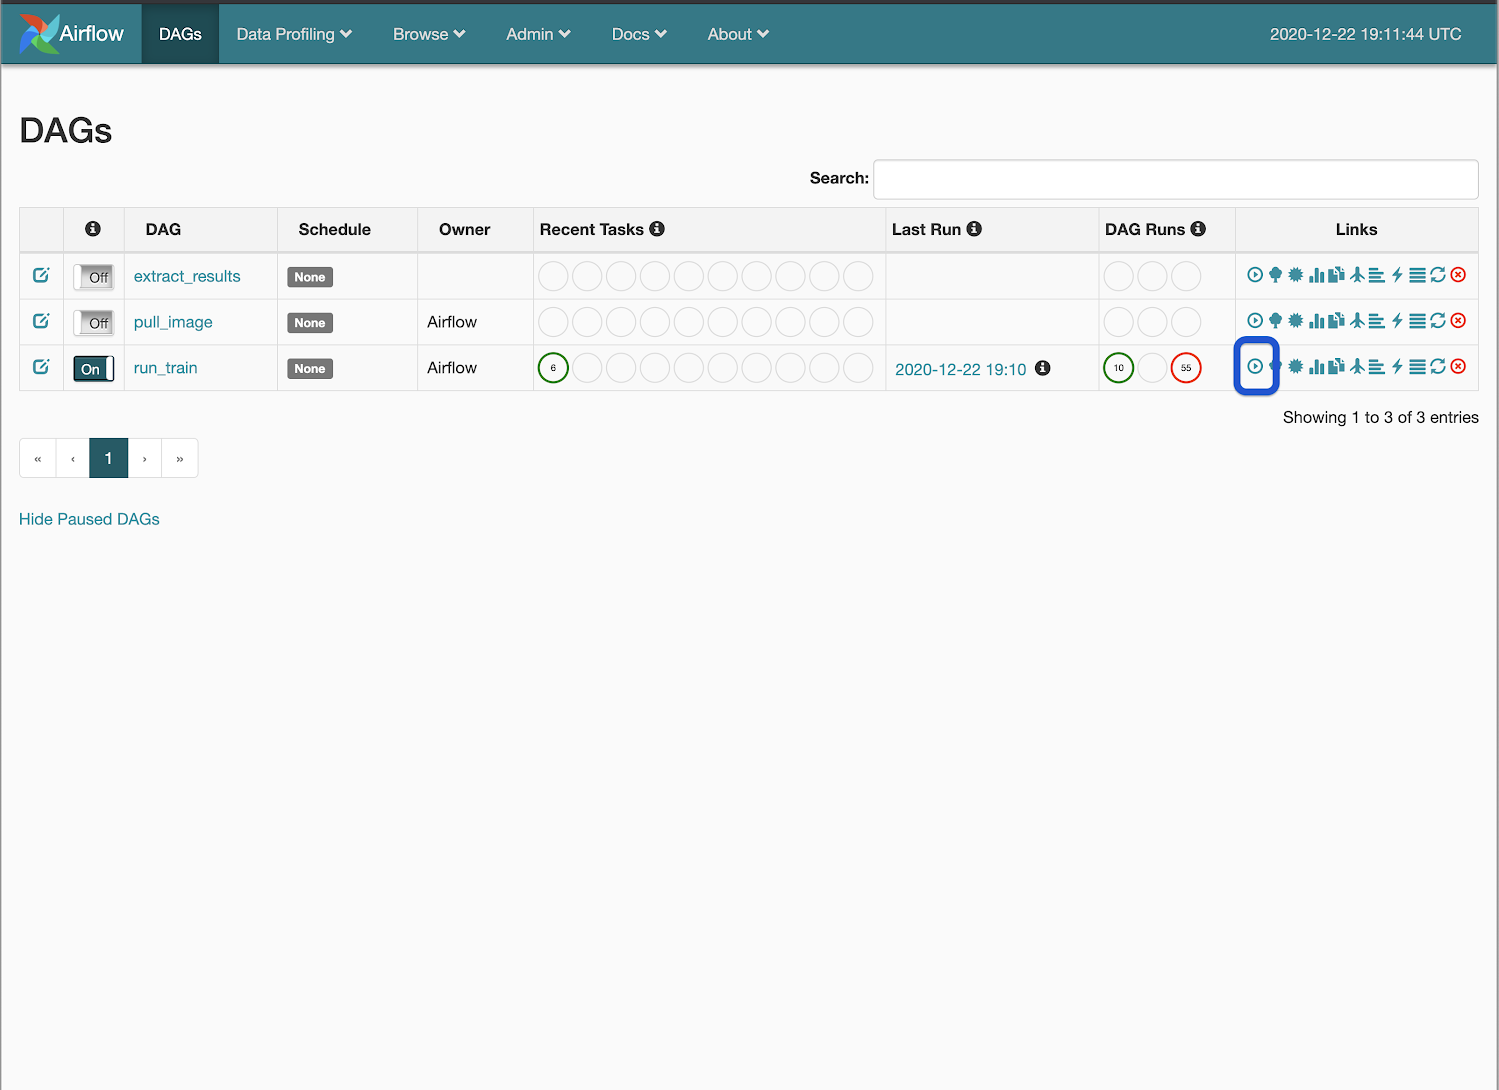 Airflow DAGs Data Profiling Browse Admin Docs About 2020-12-22 19:11:44 UTC
DAGs
Search:
DAG Schedule Owner Recent Tasks Last Run DAG Runs Links
Off extract_results None
Off pull_image None Airflow
On run_train None Airflow 6 2020-12-22 19:10 10 55
Showing 1 to 3 of 3 entries
« ‹ 1 › »
Hide Paused DAGs